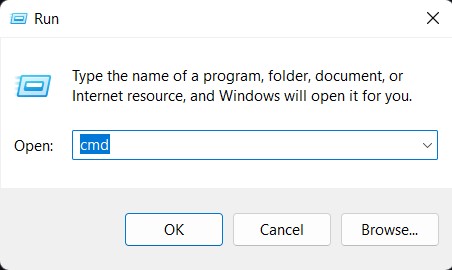 Run
Type the name of a program, folder, document, or
Internet resource, and Windows will open it for you.
Open: cmd
OK Cancel Browse...